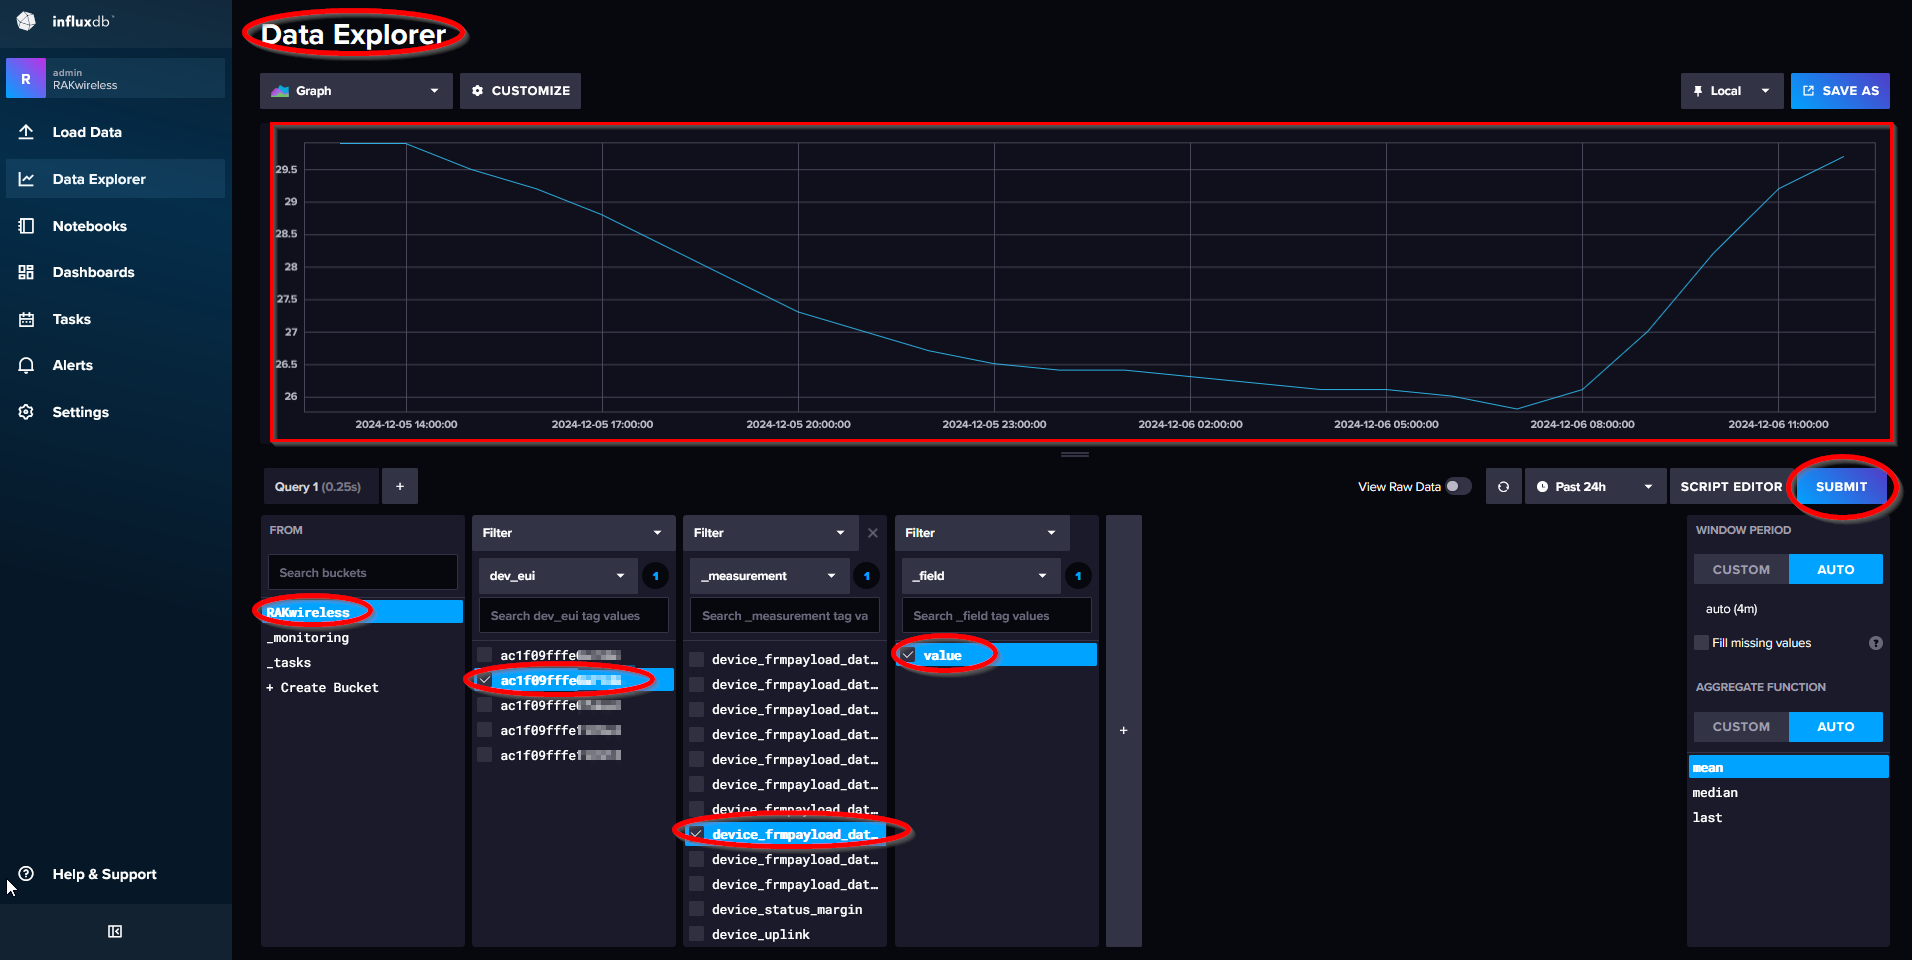 influxdb
R
admin
RAKwireless
Load Data
Data Explorer
Notebooks
Dashboards
Tasks
Alerts
Settings
Help & Support
Data Explorer
Graph
CUSTOMIZE
Local
SAVE AS
29.5
29
28.5
28
27.5
27
26.5
26
2024-12-05 14:00:00
2024-12-05 17:00:00
2024-12-05 20:00:00
2024-12-05 23:00:00
2024-12-06 02:00:00
2024-12-06 05:00:00
2024-12-06 08:00:00
2024-12-06 11:00:00
Query 1 (0.25s)
+
View Raw Data
Past 24h
SCRIPT EDITOR
SUBMIT
FROM
Search buckets
RAKwireless
_monitoring
_tasks
+ Create Bucket
Filter
dev_eui
1
Search dev_eui tag values
ac1f09fffe
ac1f09fffe
ac1f09fffe
ac1f09fffe
ac1f09fffe
Filter
_measurement
1
Search _measurement tag va
device_frmpayload_dat…
device_frmpayload_dat…
device_frmpayload_dat…
device_frmpayload_dat…
device_frmpayload_dat…
device_frmpayload_dat…
device_frmpayload_dat…
device_frmpayload_dat…
device_frmpayload_dat…
device_frmpayload_dat…
device_status_margin
device_uplink
Filter
_field
1
Search _field tag values
value
+
WINDOW PERIOD
CUSTOM
AUTO
auto (4m)
Fill missing values
?
AGGREGATE FUNCTION
CUSTOM
AUTO
mean
median
last